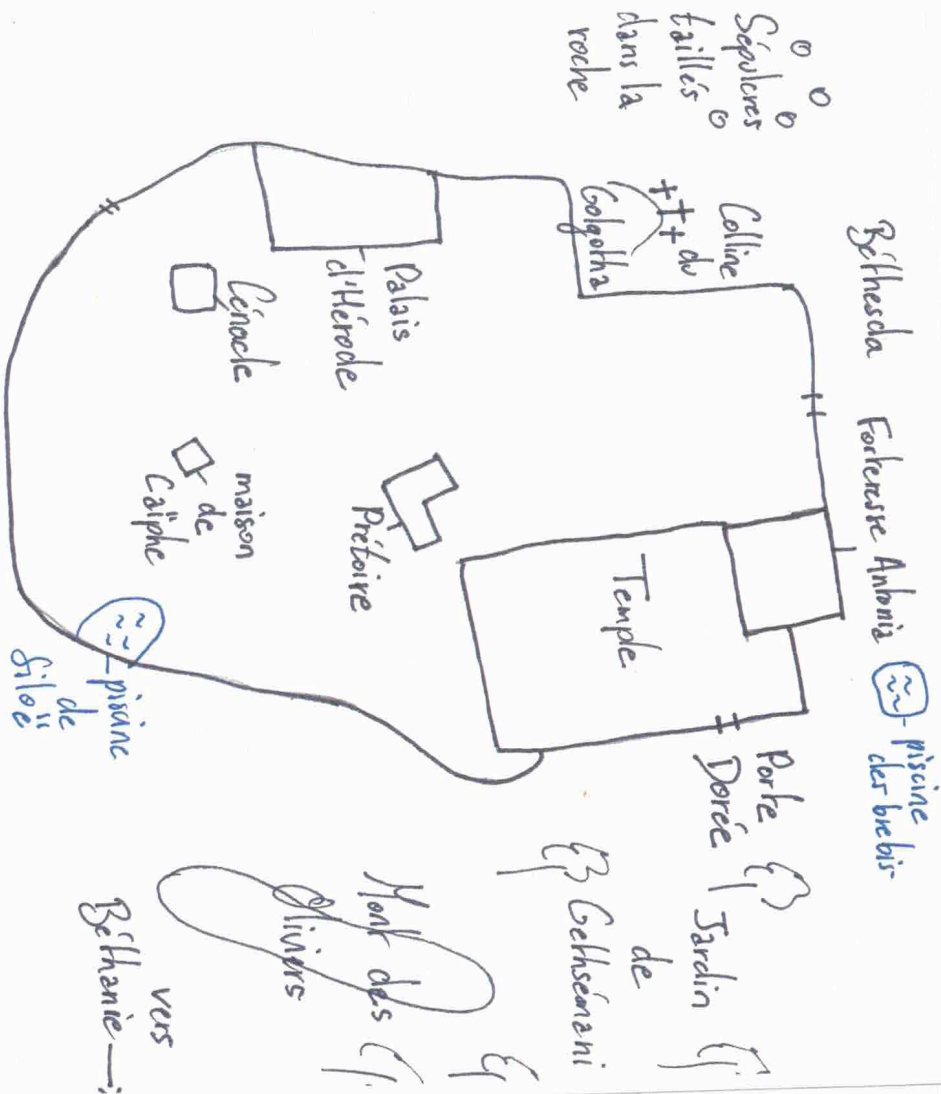 Béthesda
Forteresse Antonia
piscine
des brebis-
Sépulcres
taillés
dans la
roche
Colline
du
Golgotha
Porte
Dorée
Jardin
de
Gethsémani
Temple
Palais
d'Hérode
Prétoire
Mont des
Oliviers
Cénacle
maison
de
Caïphe
vers
Béthanie
piscine
de
Siloë